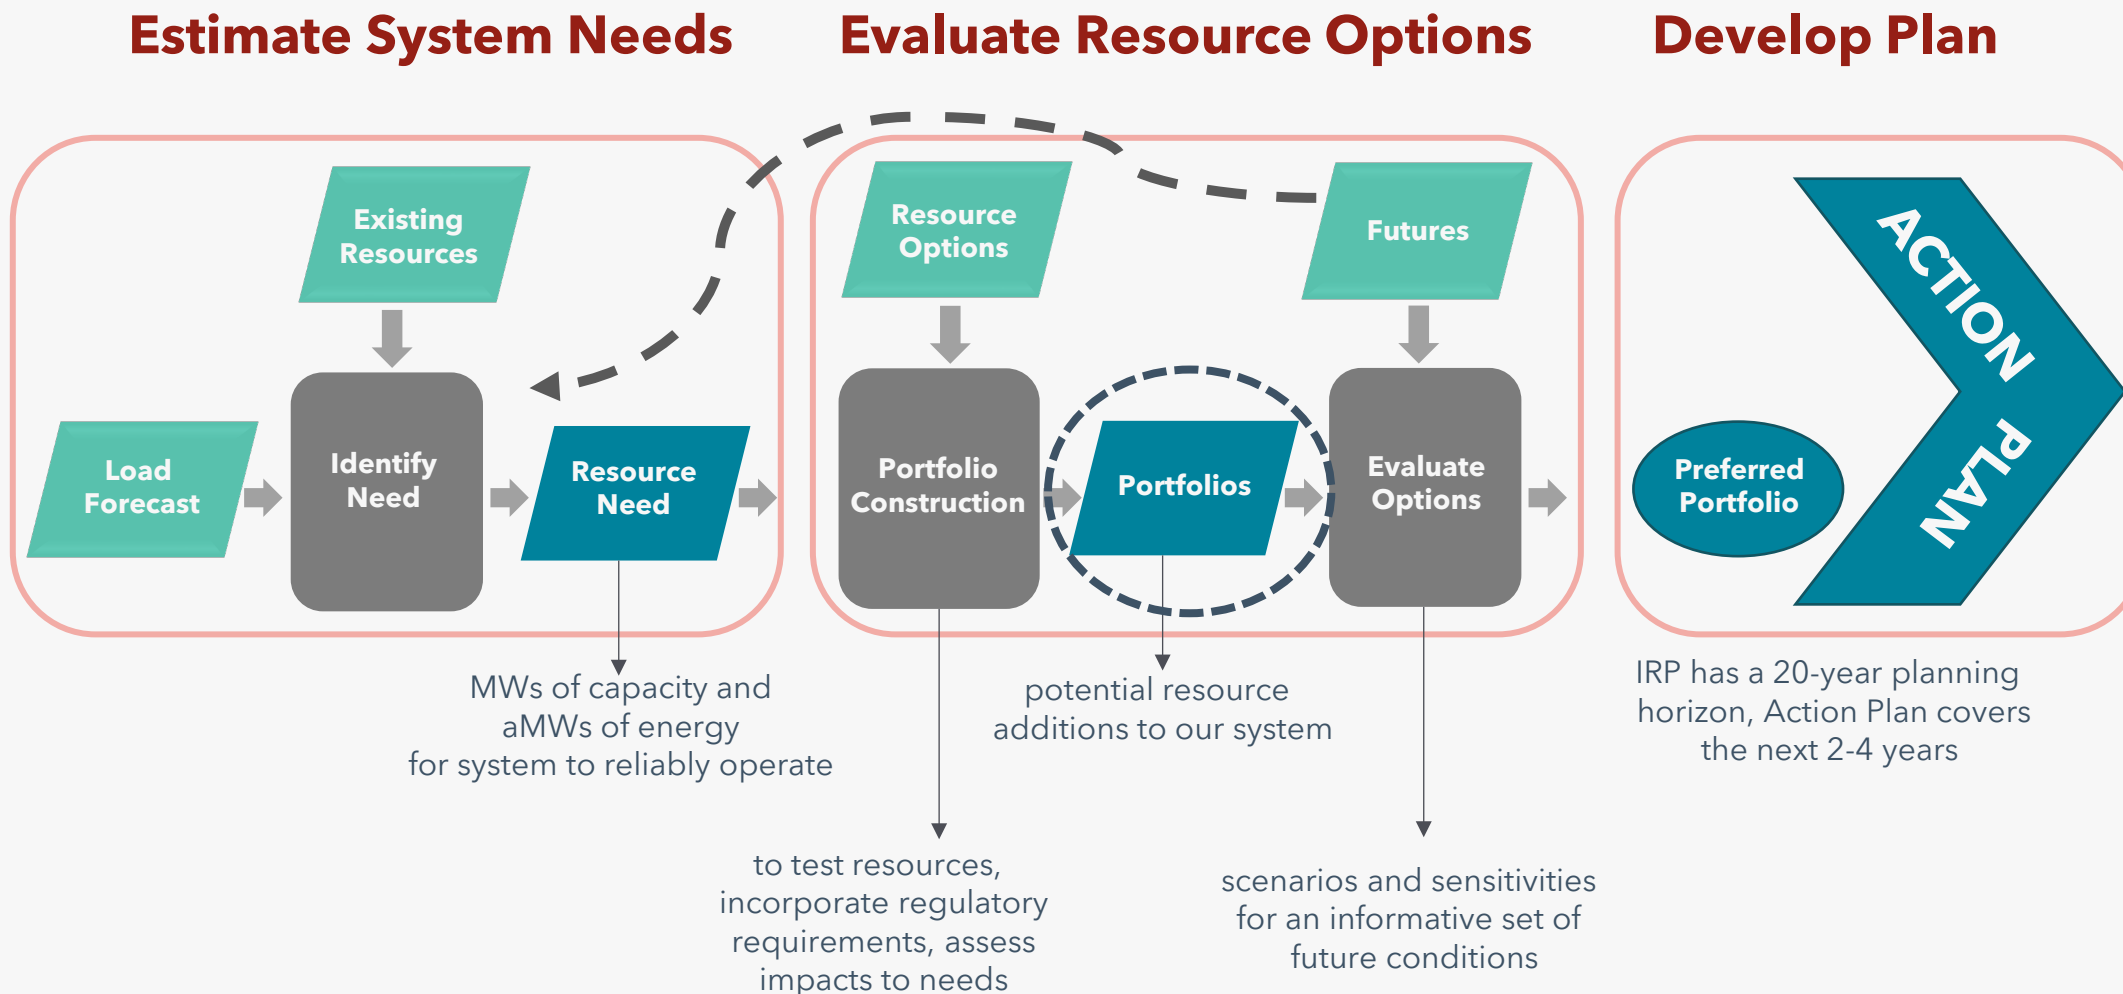 Estimate System Needs
Evaluate Resource Options
Develop Plan
Existing
Resources
Load
Forecast
Identify
Need
Resource
Need
MWs of capacity and
aMWs of energy
for system to reliably operate
Resource
Options
Futures
Portfolio
Construction
Portfolios
Evaluate
Options
to test resources,
incorporate regulatory
requirements, assess
impacts to needs
potential resource
additions to our system
scenarios and sensitivities
for an informative set of
future conditions
Preferred
Portfolio
ACTION
PLAN
IRP has a 20-year planning
horizon, Action Plan covers
the next 2-4 years